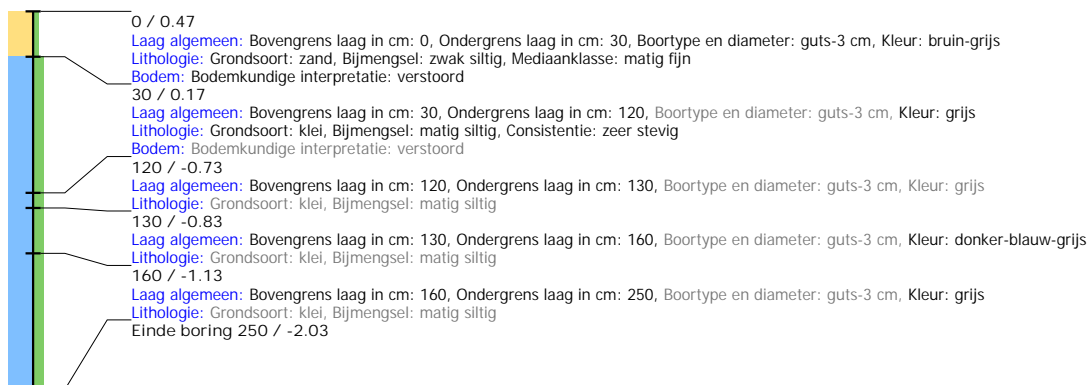 0 / 0.47
Laag algemeen: Bovengrens laag in cm: 0, Ondergrens laag in cm: 30, Boortype en diameter: guts-3 cm, Kleur: bruin-grijs
Lithologie: Grondsoort: zand, Bijmengsel: zwak siltig, Mediaanklasse: matig fijn
Bodem: Bodemkundige interpretatie: verstoord
30 / 0.17
Laag algemeen: Bovengrens laag in cm: 30, Ondergrens laag in cm: 120, Boortype en diameter: guts-3 cm, Kleur: grijs
Lithologie: Grondsoort: klei, Bijmengsel: matig siltig, Consistentie: zeer stevig
Bodem: Bodemkundige interpretatie: verstoord
120 / -0.73
Laag algemeen: Bovengrens laag in cm: 120, Ondergrens laag in cm: 130, Boortype en diameter: guts-3 cm, Kleur: grijs
Lithologie: Grondsoort: klei, Bijmengsel: matig siltig
130 / -0.83
Laag algemeen: Bovengrens laag in cm: 130, Ondergrens laag in cm: 160, Boortype en diameter: guts-3 cm, Kleur: donker-blauw-grijs
Lithologie: Grondsoort: klei, Bijmengsel: matig siltig
160 / -1.13
Laag algemeen: Bovengrens laag in cm: 160, Ondergrens laag in cm: 250, Boortype en diameter: guts-3 cm, Kleur: grijs
Lithologie: Grondsoort: klei, Bijmengsel: matig siltig
Einde boring 250 / -2.03